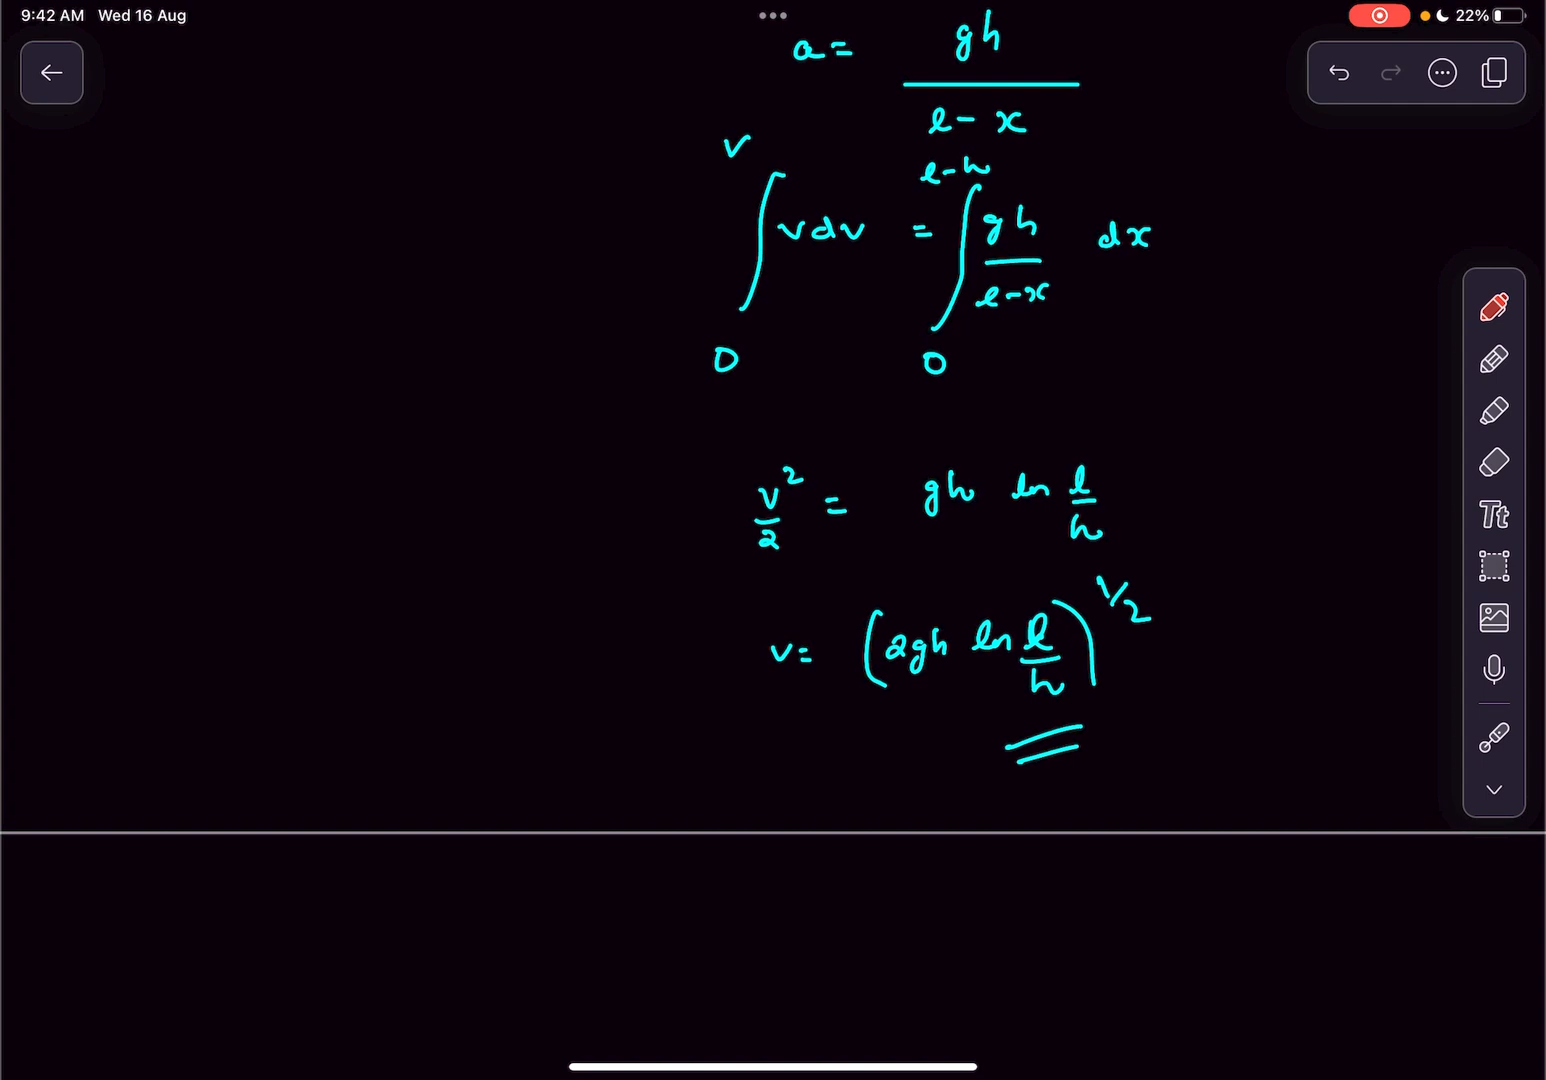 9:42 AM Wed 16 Aug
22%
a = gh
l - x
v
l - h
∫ v dv = ∫ gh dx
l - x
0 0
v² = gh ln l
2 h
v = (2gh ln l)^1/2
h
Tt